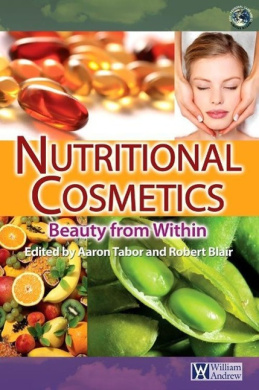 NUTRITIONAL
COSMETICS
Beauty from Within
Edited by Aaron Tabor and Robert Blair
William
Andrew